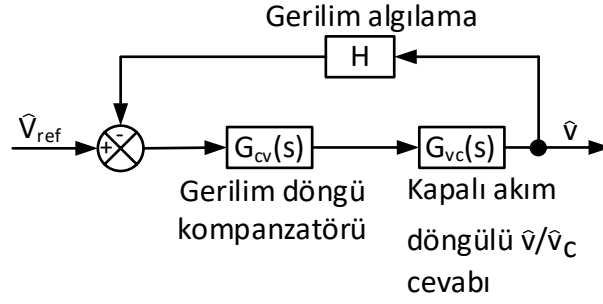 Gerilim algılama
H
V̂ref
-
+
Gcv(s)
Gvc(s)
v̂
Gerilim döngü
kompanzatörü
Kapalı akım
döngülü v̂/v̂c
cevabı